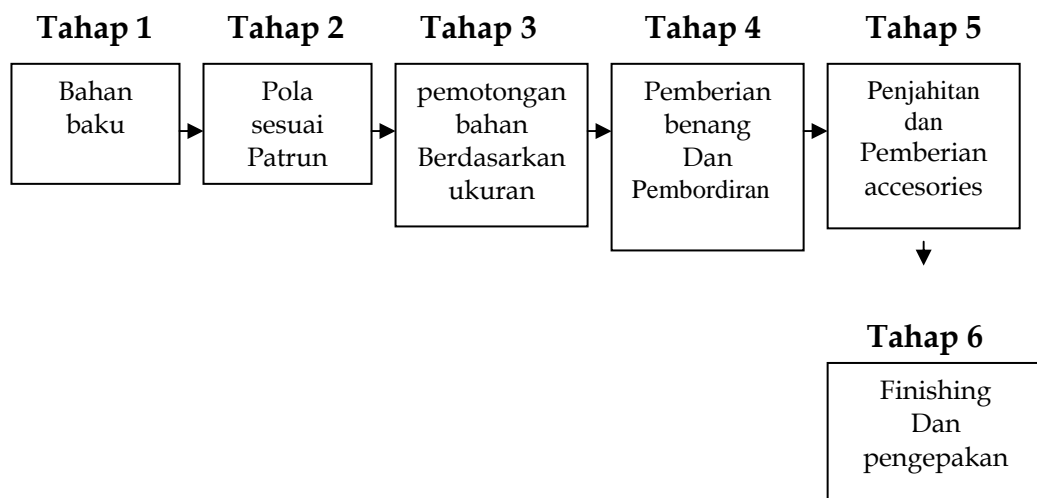 Tahap 1
Bahan
baku
Tahap 2
Pola
sesuai
Patrun
Tahap 3
pemotongan
bahan
Berdasarkan
ukuran
Tahap 4
Pemberian
benang
Dan
Pembordiran
Tahap 5
Penjahitan
dan
Pemberian
accesories
Tahap 6
Finishing
Dan
pengepakan